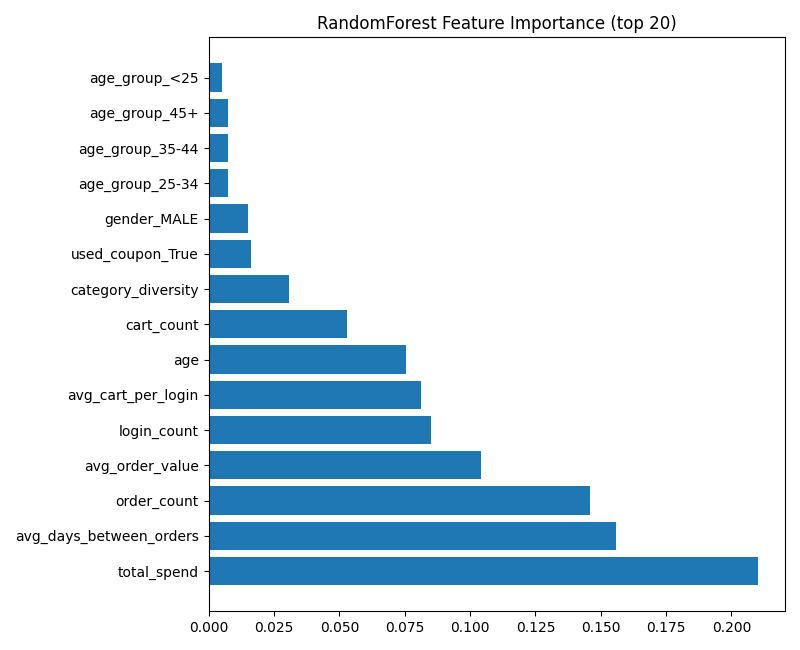 RandomForest Feature Importance (top 20)
age_group_<25
age_group_45+
age_group_35-44
age_group_25-34
gender_MALE
used_coupon_True
category_diversity
cart_count
age
avg_cart_per_login
login_count
avg_order_value
order_count
avg_days_between_orders
total_spend
0.000 0.025 0.050 0.075 0.100 0.125 0.150 0.175 0.200